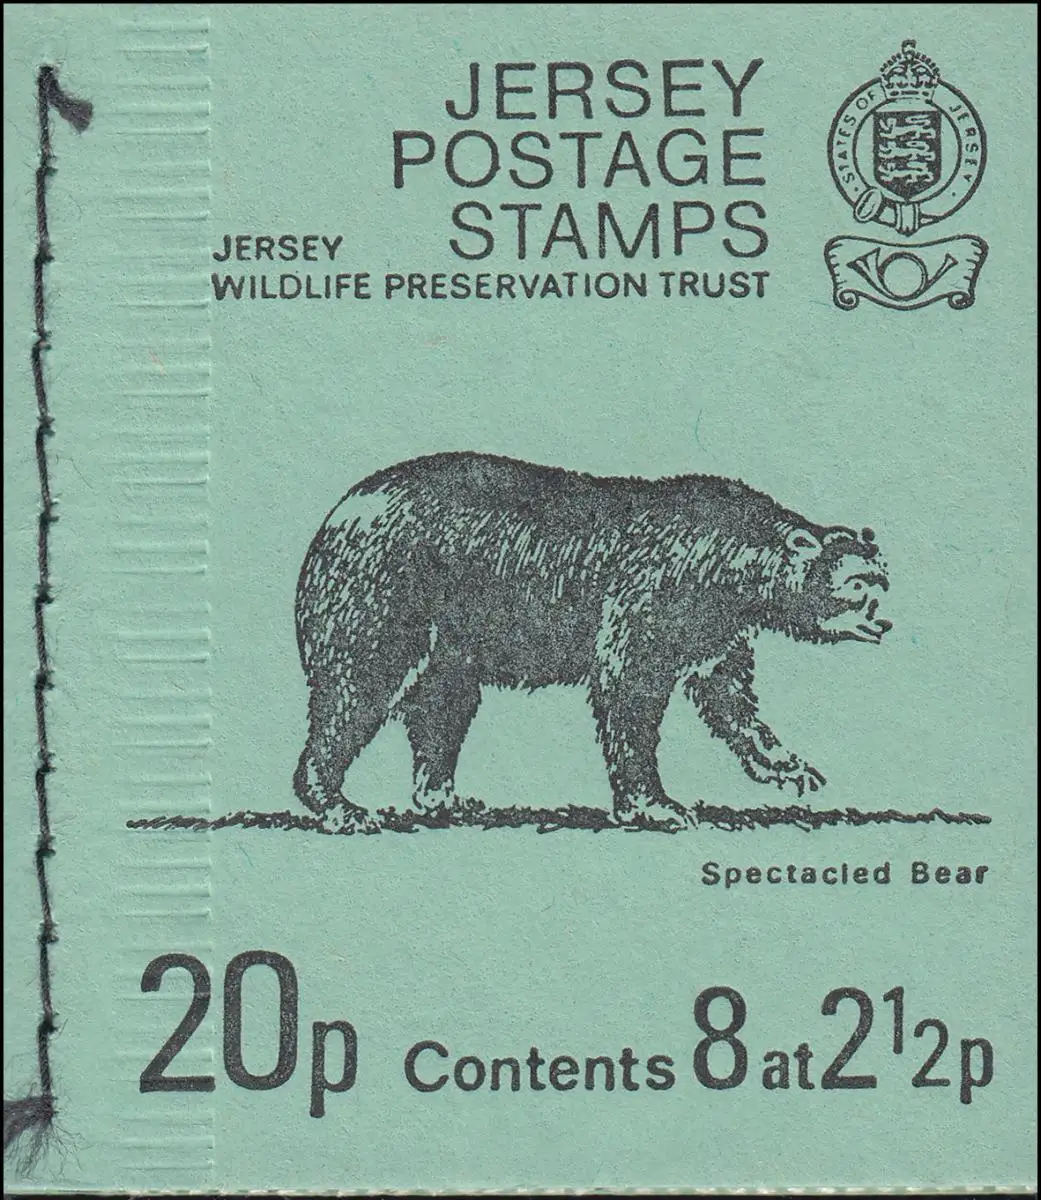 JERSEY
POSTAGE
STAMPS
JERSEY
WILDLIFE PRESERVATION TRUST
· STATES OF JERSEY ·
Spectacled Bear
20p Contents 8 at 2½p